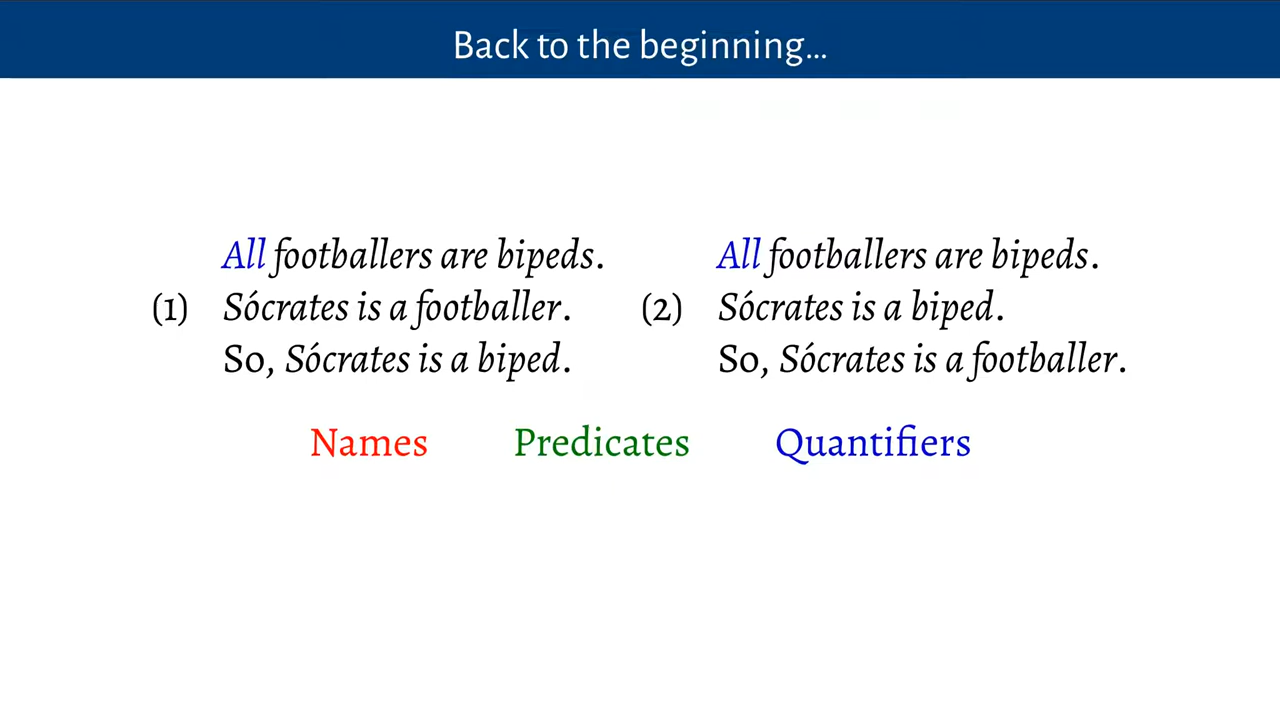 Back to the beginning...
All footballers are bipeds.
(1) Sócrates is a footballer.
So, Sócrates is a biped.
All footballers are bipeds.
(2) Sócrates is a biped.
So, Sócrates is a footballer.
Names Predicates Quantifiers